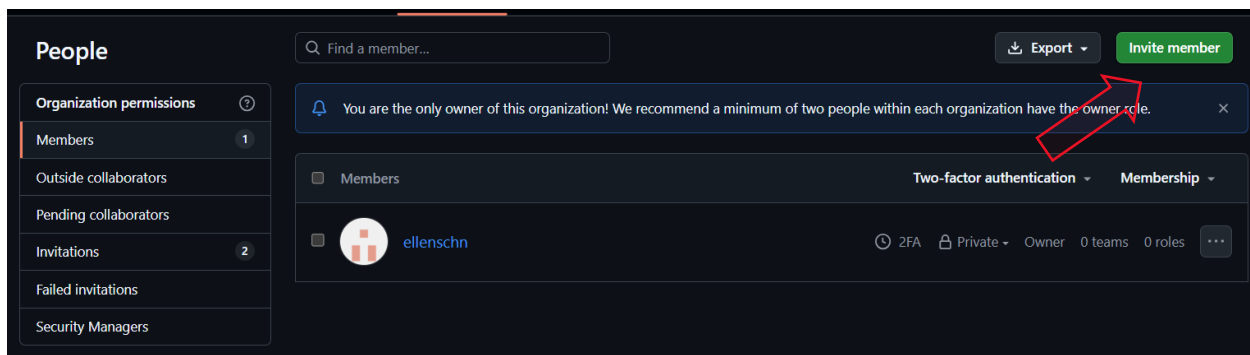 People
Find a member...
Export
Invite member
Organization permissions
Members 1
Outside collaborators
Pending collaborators
Invitations 2
Failed invitations
Security Managers
You are the only owner of this organization! We recommend a minimum of two people within each organization have the owner role.
Members Two-factor authentication Membership
ellenschn 2FA Private Owner 0 teams 0 roles